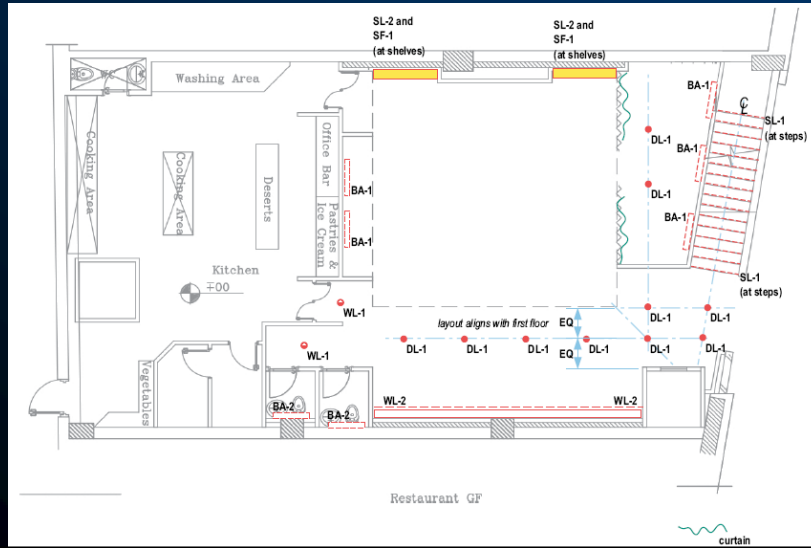 SL-2 and
SF-1
(at shelves)
SL-2 and
SF-1
(at shelves)
Washing Area
BA-1
℄
SL-1
(at steps)
Cooking Area
Cooking Area
Deserts
Office Bar
Pastries &
Ice Cream
BA-1
BA-1
DL-1
BA-1
DL-1
BA-1
Kitchen
∓00
SL-1
(at steps)
WL-1
layout aligns with first floor
EQ
DL-1
DL-1
WL-1
DL-1
DL-1
DL-1
DL-1
EQ
DL-1
DL-1
Vegetables
BA-2
BA-2
WL-2
WL-2
Restaurant GF
curtain